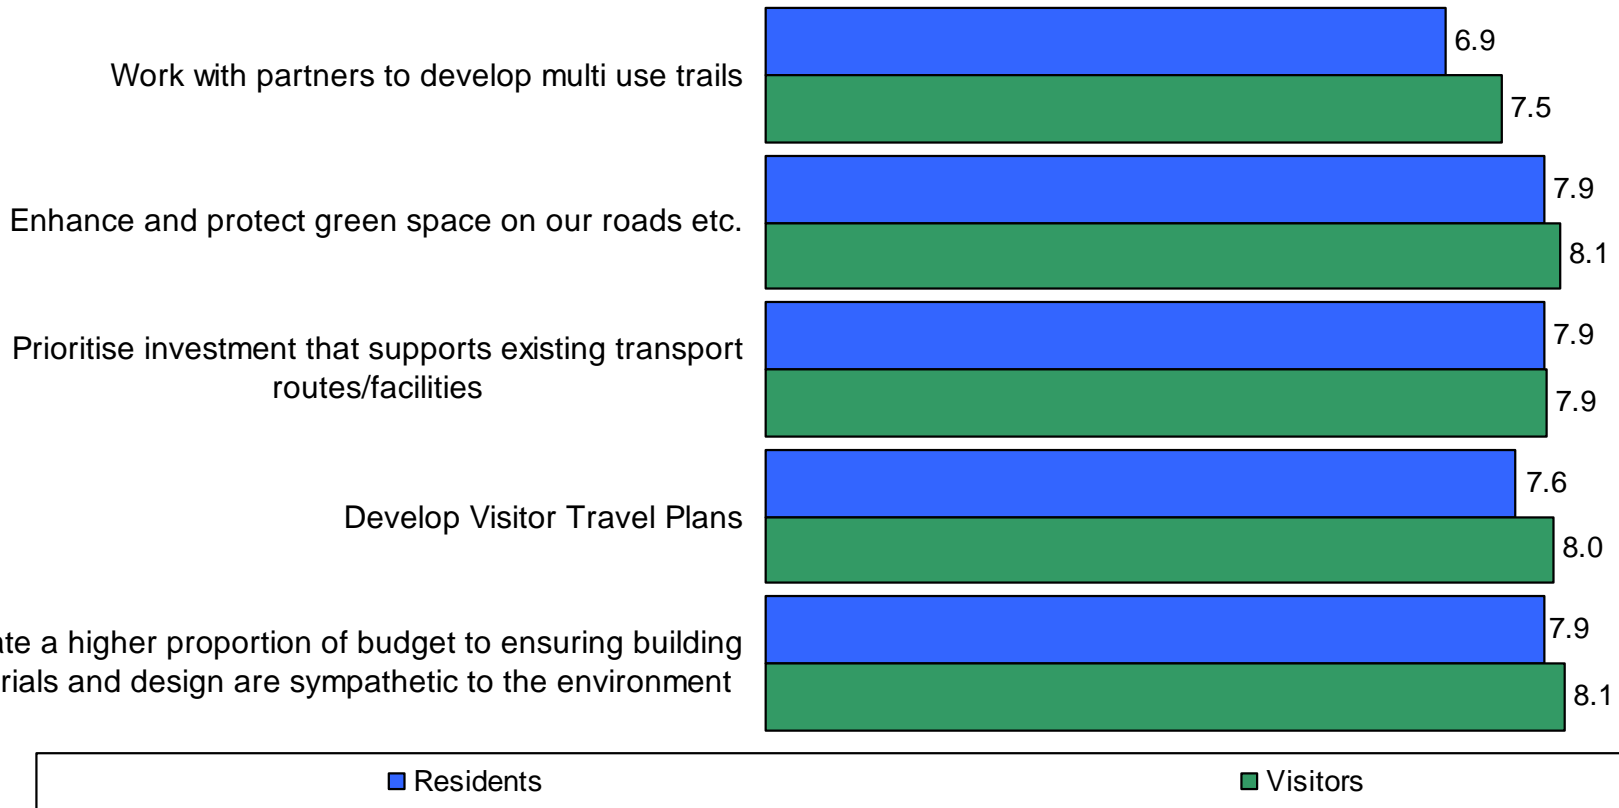 6.9
Work with partners to develop multi use trails
7.5
7.9
Enhance and protect green space on our roads etc.
8.1
7.9
Prioritise investment that supports existing transport
routes/facilities
7.9
7.6
Develop Visitor Travel Plans
8.0
7.9
a higher proportion of budget to ensuring building
and design are sympathetic to the environment
8.1
Residents
Visitors